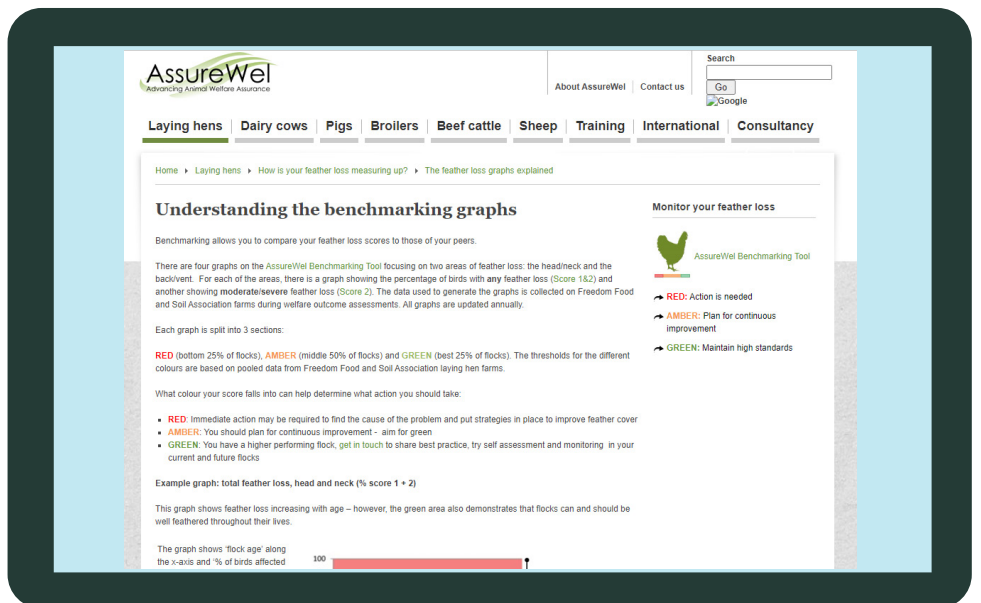 AssureWel
Advancing Animal Welfare Assurance
About AssureWel
Contact us
Search
Go
Google
Laying hens
Dairy cows
Pigs
Broilers
Beef cattle
Sheep
Training
International
Consultancy
Home
Laying hens
How is your feather loss measuring up?
The feather loss graphs explained
Understanding the benchmarking graphs
Benchmarking allows you to compare your feather loss scores to those of your peers.
There are four graphs on the AssureWel Benchmarking Tool focusing on two areas of feather loss: the head/neck and the
back/vent. For each of the areas, there is a graph showing the percentage of birds with any feather loss (Score 1&2) and
another showing moderate/severe feather loss (Score 2). The data used to generate the graphs is collected on Freedom Food
and Soil Association farms during welfare outcome assessments. All graphs are updated annually.
Each graph is split into 3 sections:
RED (bottom 25% of flocks), AMBER (middle 50% of flocks) and GREEN (best 25% of flocks). The thresholds for the different
colours are based on pooled data from Freedom Food and Soil Association laying hen farms.
What colour your score falls into can help determine what action you should take:
RED: Immediate action may be required to find the cause of the problem and put strategies in place to improve feather cover
AMBER: You should plan for continuous improvement - aim for green
GREEN: You have a higher performing flock, get in touch to share best practice, try self assessment and monitoring in your
current and future flocks
Example graph: total feather loss, head and neck (% score 1 + 2)
This graph shows feather loss increasing with age – however, the green area also demonstrates that flocks can and should be
well feathered throughout their lives.
The graph shows 'flock age' along
the x-axis and '% of birds affected
100
Monitor your feather loss
AssureWel Benchmarking Tool
RED: Action is needed
AMBER: Plan for continuous
improvement
GREEN: Maintain high standards